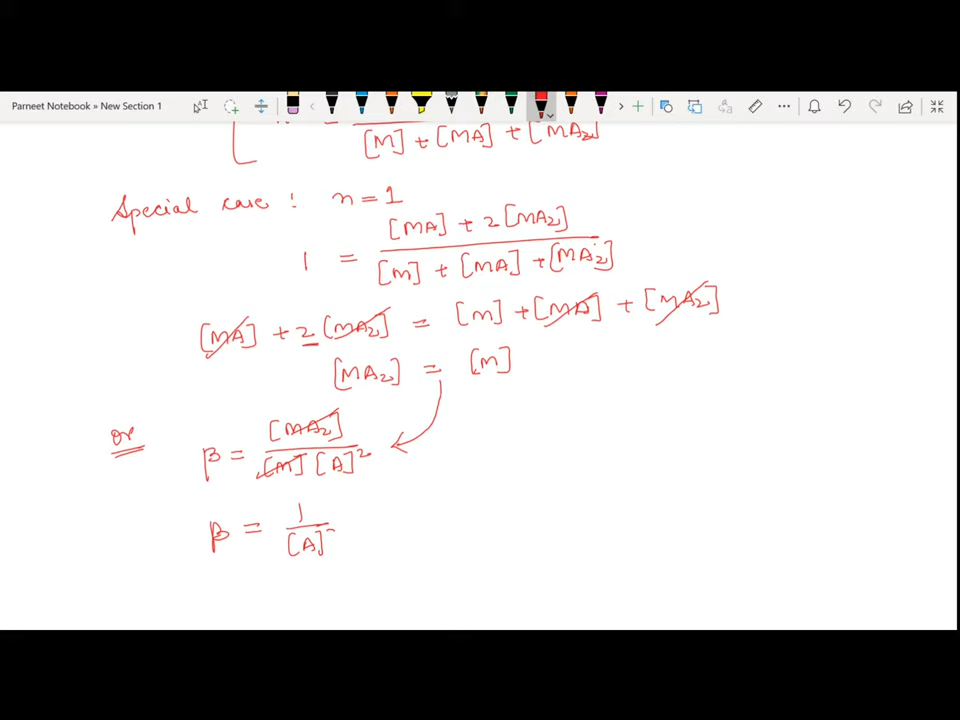 Parneet Notebook » New Section 1
[M] + [MA] + [MA2]
Special case : n = 1
1 = [MA] + 2 [MA2] / [M] + [MA] + [MA2]
[MA] + 2 [MA2] = [M] + [MA] + [MA2]
[MA2] = [M]
or
β = [MA2] / [M] [A]²
β = 1 / [A]